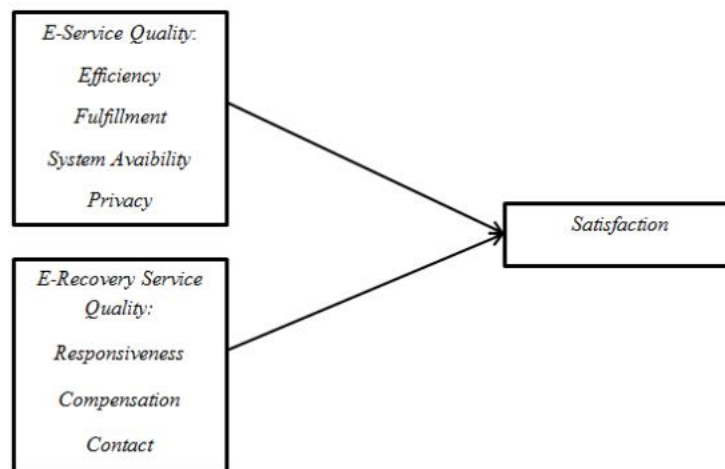 E-Service Quality:
Efficiency
Fulfillment
System Avaibility
Privacy
E-Recovery Service
Quality:
Responsiveness
Compensation
Contact
Satisfaction